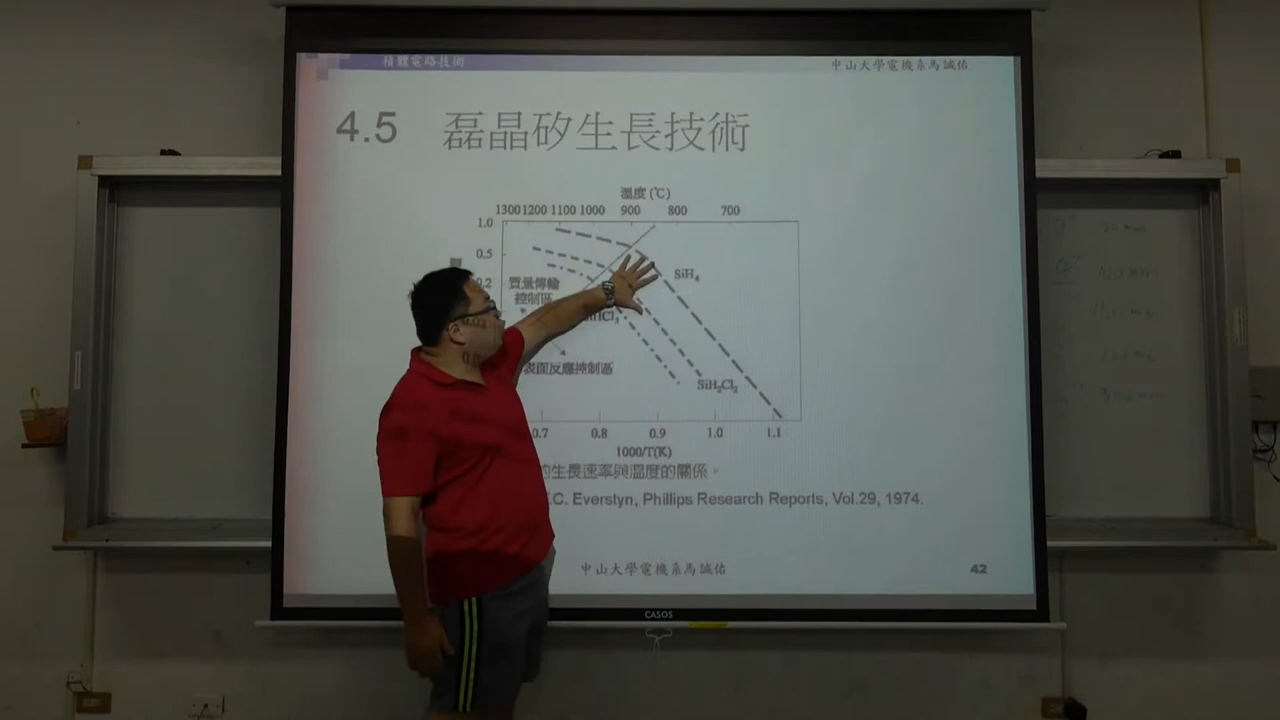 積體電路技術
中山大學電機系馬誠佑
4.5 磊晶矽生長技術
溫度(℃)
1300 1200 1100 1000 900 800 700
1.0
0.5
0.2
SiH₄
質量傳輸
控制區
HCl₃
表面反應控制區
SiH₂Cl₂
0.7 0.8 0.9 1.0 1.1
1000/T(K)
的生長速率與溫度的關係。
.C. Everstyn, Phillips Research Reports, Vol.29, 1974.
中山大學電機系馬誠佑
42
CASOS